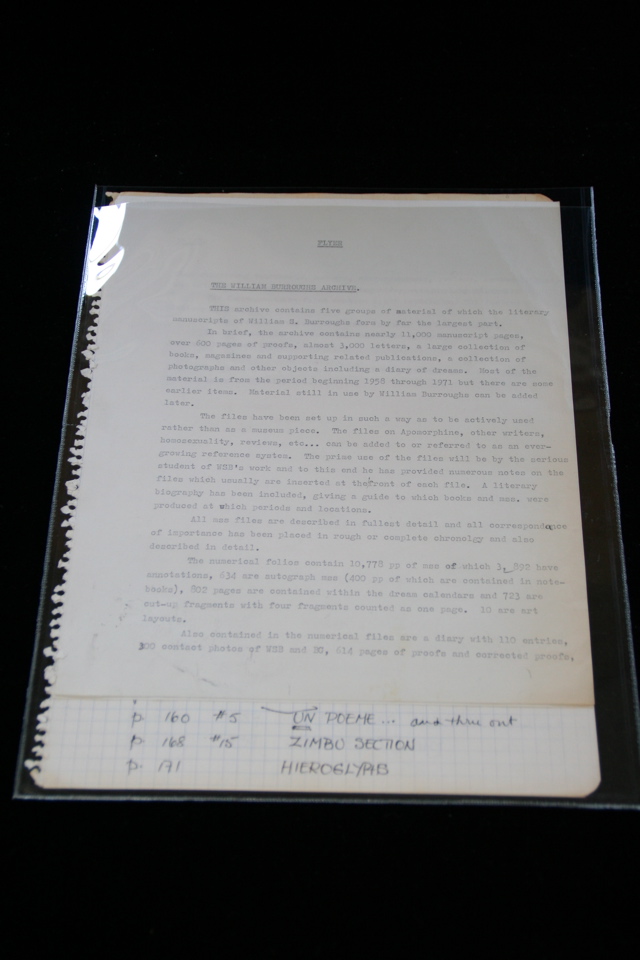 FLYER
THE WILLIAM BURROUGHS ARCHIVE.
THIS archive contains five groups of material of which the literary
manuscripts of William S. Burroughs form by far the largest part.
In brief, the archive contains nearly 11,000 manuscript pages,
over 600 pages of proofs, almost 3,000 letters, a large collection of
books, magazines and supporting related publications, a collection of
photographs and other objects including a diary of dreams. Most of the
material is from the period beginning 1958 through 1971 but there are some
earlier items. Material still in use by William Burroughs can be added
later.
The files have been set up in such a way as to be actively used
rather than as a museum piece. The files on Apomorphine, other writers,
homosexuality, reviews, etc... can be added to or referred to as an ever-
growing reference system. The prime use of the files will be by the serious
student of WSB's work and to this end he has provided numerous notes on the
files which usually are inserted at the front of each file. A literary
biography has been included, giving a guide to which books and mss. were
produced at which periods and locations.
All mss files are described in fullest detail and all correspondence
of importance has been placed in rough or complete chronolgy and also
described in detail.
The numerical folios contain 10,778 pp of mss of which 3, 892 have
annotations, 634 are autograph mss (400 pp of which are contained in note-
books), 802 pages are contained within the dream calendars and 723 are
cut-up fragments with four fragments counted as one page. 10 are art
layouts.
Also contained in the numerical files are a diary with 110 entries,
300 contact photos of WSB and BG, 614 pages of proofs and corrected proofs,
p 160 #5 UN POEME... and thru out
p 168 #15 ZIMBU SECTION
p. 171 HIEROGLYPHS